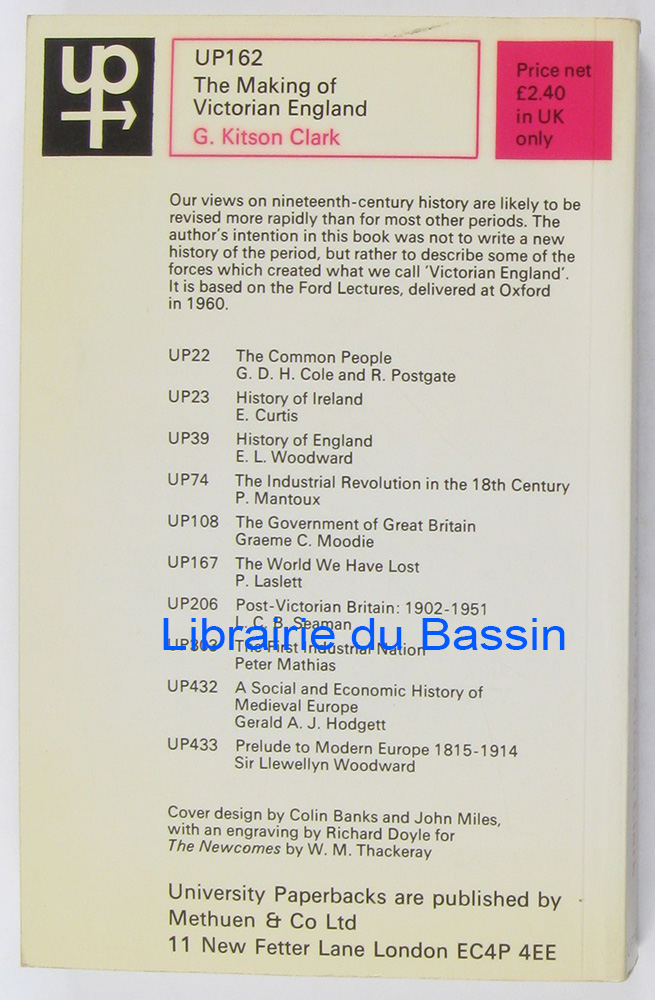 up
UP162
The Making of
Victorian England
G. Kitson Clark
Price net
£2.40
in UK
only
Our views on nineteenth-century history are likely to be
revised more rapidly than for most other periods. The
author's intention in this book was not to write a new
history of the period, but rather to describe some of the
forces which created what we call 'Victorian England'.
It is based on the Ford Lectures, delivered at Oxford
in 1960.
UP22 The Common People
G. D. H. Cole and R. Postgate
UP23 History of Ireland
E. Curtis
UP39 History of England
E. L. Woodward
UP74 The Industrial Revolution in the 18th Century
P. Mantoux
UP108 The Government of Great Britain
Graeme C. Moodie
UP167 The World We Have Lost
P. Laslett
UP206 Post-Victorian Britain: 1902-1951
L. C. B. Seaman
Librairie du Bassin
UP303 The First Industrial Nation
Peter Mathias
UP432 A Social and Economic History of
Medieval Europe
Gerald A. J. Hodgett
UP433 Prelude to Modern Europe 1815-1914
Sir Llewellyn Woodward
Cover design by Colin Banks and John Miles,
with an engraving by Richard Doyle for
The Newcomes by W. M. Thackeray
University Paperbacks are published by
Methuen & Co Ltd
11 New Fetter Lane London EC4P 4EE